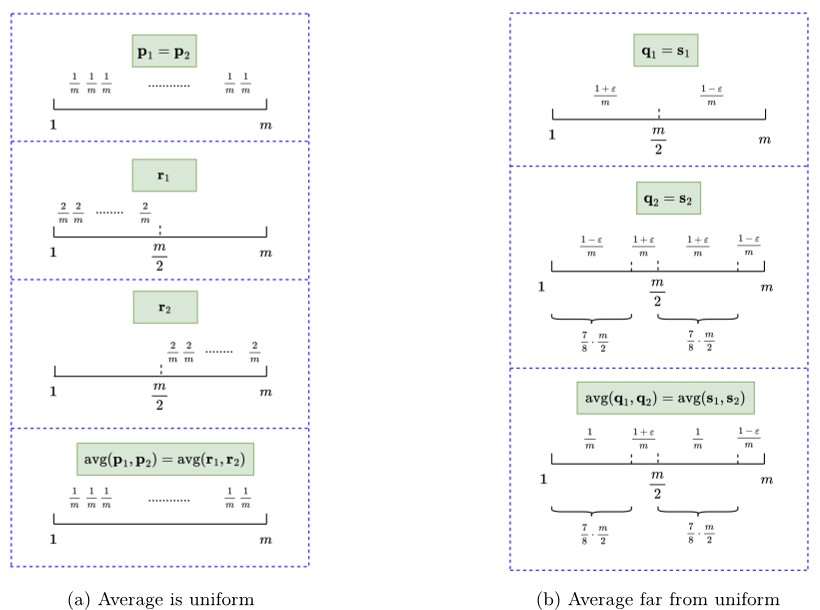 p₁ = p₂
1/m 1/m 1/m ............ 1/m 1/m
1 m
r₁
2/m 2/m ........ 2/m
1 m/2 m
r₂
2/m 2/m ........ 2/m
1 m/2 m
avg(p₁, p₂) = avg(r₁, r₂)
1/m 1/m 1/m ............ 1/m 1/m
1 m
(a) Average is uniform
q₁ = s₁
1+ε/m 1−ε/m
1 m/2 m
q₂ = s₂
1−ε/m 1+ε/m 1+ε/m 1−ε/m
1 m/2 m
7/8 · m/2 7/8 · m/2
avg(q₁, q₂) = avg(s₁, s₂)
1/m 1+ε/m 1/m 1−ε/m
1 m/2 m
7/8 · m/2 7/8 · m/2
(b) Average far from uniform